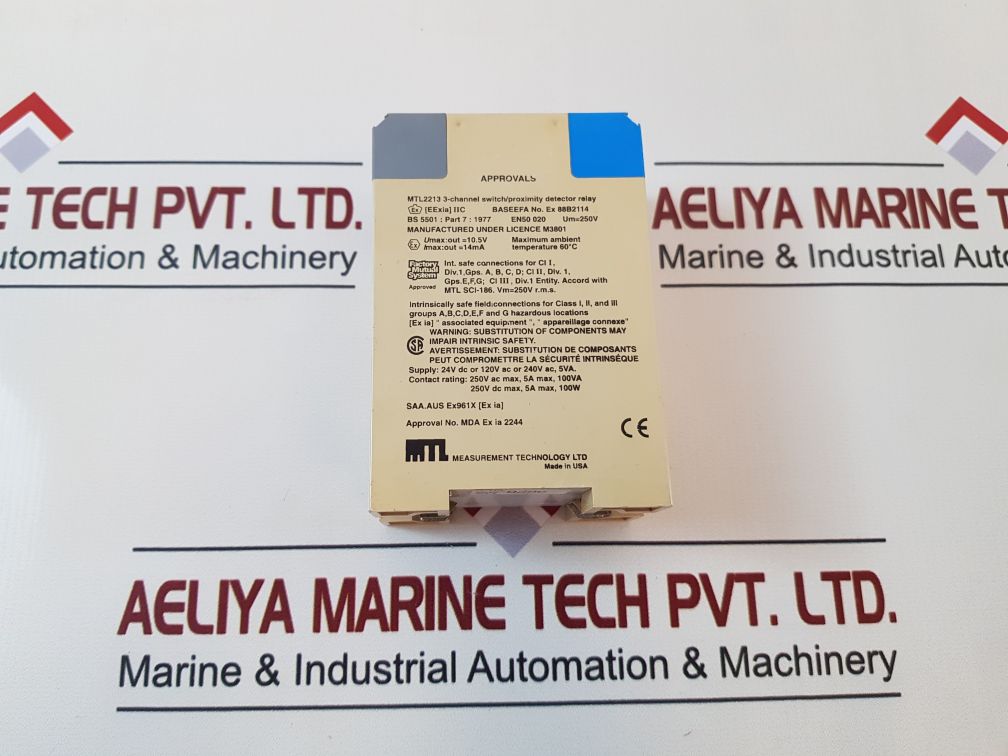 E TECH PVT. LTD.
utomation & Machinery
AELIYA MARINE TE
Marine & Industrial Auto
APPROVALS
MTL2213 3-channel switch/proximity detector relay
Ex [EExia] IIC BASEEFA No. Ex 88B2114
BS 5501 : Part 7 : 1977 EN50 020 Um=250V
MANUFACTURED UNDER LICENCE M3801
Ex Umax:out =10.5V Maximum ambient
Imax:out =14mA temperature 60°C
Factory Mutual System Approved
Int. safe connections for Cl I,
Div.1,Gps. A, B, C, D; Cl II, Div. 1,
Gps.E,F,G; Cl III, Div.1 Entity. Accord with
MTL SCI-186. Vm=250V r.m.s.
Intrinsically safe field:connections for Class I, II, and III
groups A,B,C,D,E,F and G hazardous locations
[Ex ia] " associated equipment ", " appareillage connexe"
WARNING: SUBSTITUTION OF COMPONENTS MAY
IMPAIR INTRINSIC SAFETY.
AVERTISSEMENT: SUBSTITUTION DE COMPOSANTS
PEUT COMPROMETTRE LA SÉCURITÉ INTRINSÉQUE
Supply: 24V dc or 120V ac or 240V ac, 5VA.
Contact rating: 250V ac max, 5A max, 100VA
250V dc max, 5A max, 100W
SAA.AUS Ex961X [Ex ia]
Approval No. MDA Ex ia 2244
CE
MTL MEASUREMENT TECHNOLOGY LTD
Made in USA
AELIYA MARINE TECH PVT. LTD.
Marine & Industrial Automation & Machinery